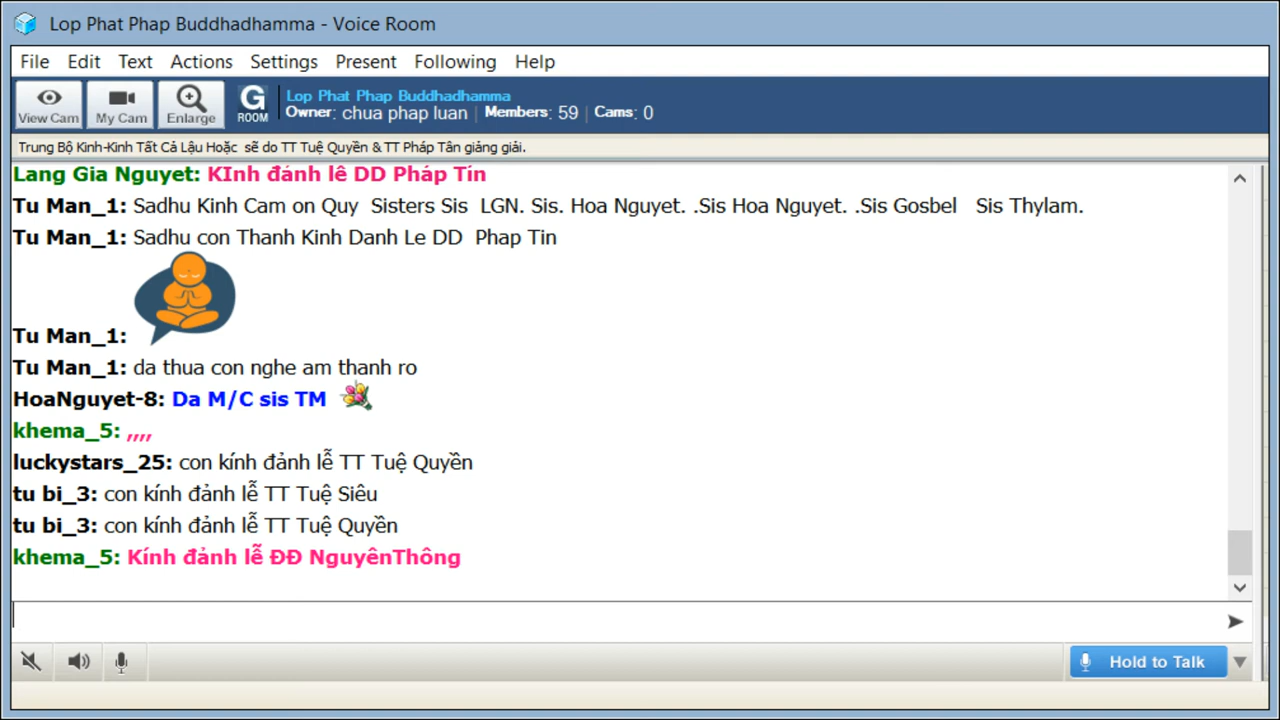 Lop Phat Phap Buddhadhamma - Voice Room
File Edit Text Actions Settings Present Following Help
View Cam My Cam Enlarge G ROOM
Lop Phat Phap Buddhadhamma
Owner: chua phap luan | Members: 59 | Cams: 0
Trung Bộ Kinh-Kinh Tất Cả Lậu Hoặc sẽ do TT Tuệ Quyền & TT Pháp Tân giảng giải.
Lang Gia Nguyet: KInh đảnh lê DD Pháp Tín
Tu Man_1: Sadhu Kinh Cam on Quy Sisters Sis LGN. Sis. Hoa Nguyet. .Sis Hoa Nguyet. .Sis Gosbel Sis Thylam.
Tu Man_1: Sadhu con Thanh Kinh Danh Le DD Phap Tin
Tu Man_1:
Tu Man_1: da thua con nghe am thanh ro
HoaNguyet-8: Da M/C sis TM
khema_5: ,,,,
luckystars_25: con kính đảnh lễ TT Tuệ Quyền
tu bi_3: con kính đảnh lễ TT Tuệ Siêu
tu bi_3: con kính đảnh lễ TT Tuệ Quyền
khema_5: Kính đảnh lễ ĐĐ NguyênThông
Hold to Talk